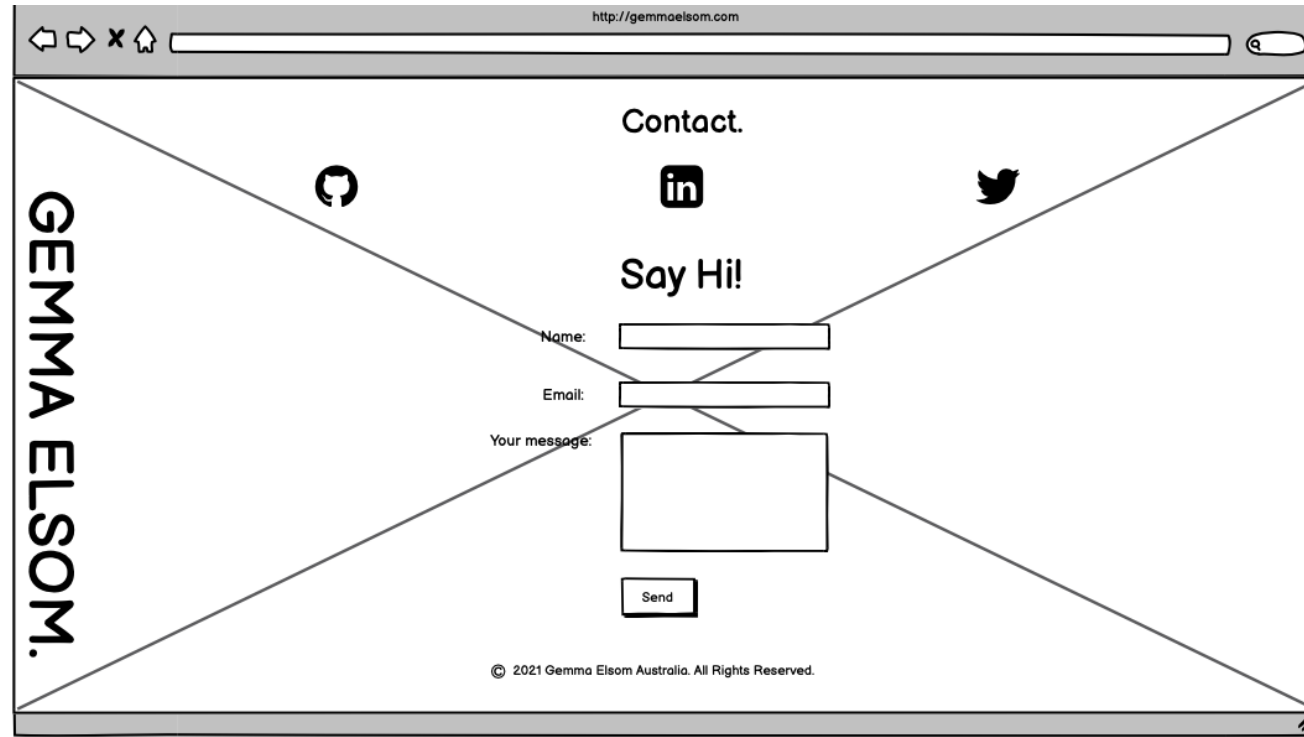 http://gemmaelsom.com
Contact.
in
GEMMA ELSOM.
Say Hi!
Name:
Email:
Your message:
Send
© 2021 Gemma Elsom Australia. All Rights Reserved.